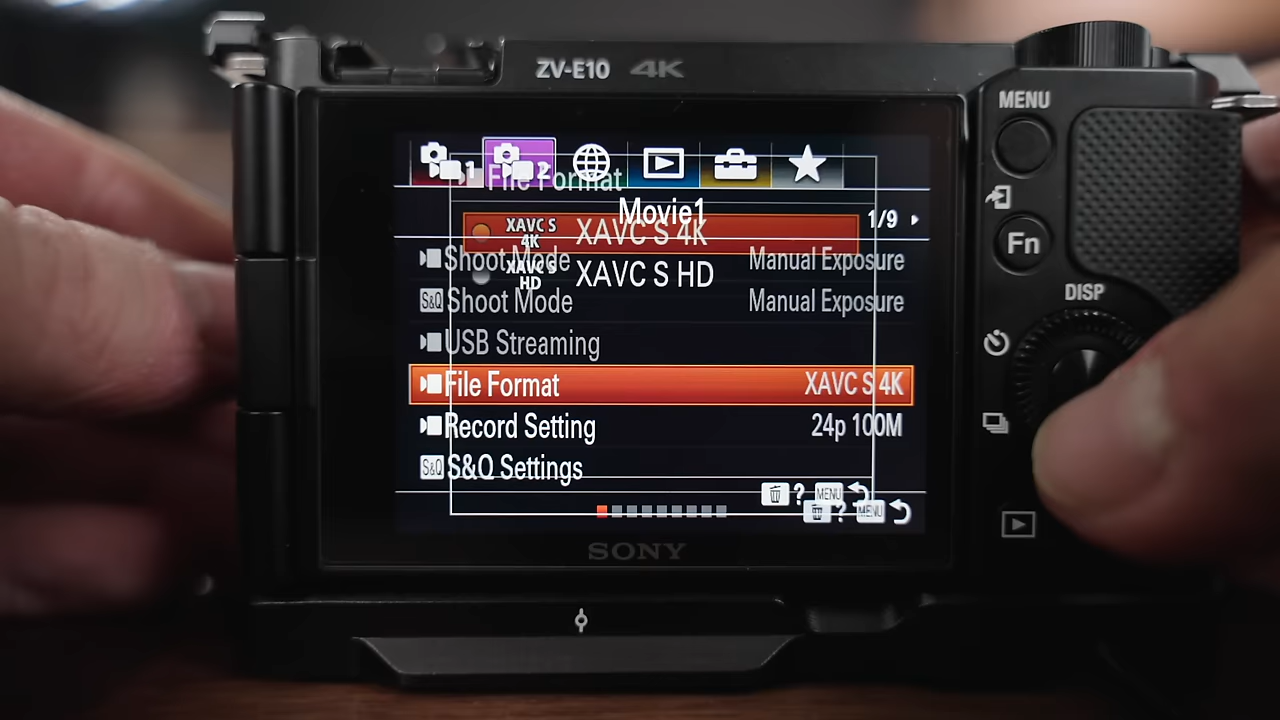 ZV-E10 4K
MENU
1 2
File Format
Movie1 1/9
XAVC S 4K XAVC S 4K
Fn
Shoot Mode Manual Exposure
XAVC S HD XAVC S HD
DISP
S&Q Shoot Mode Manual Exposure
USB Streaming
File Format XAVC S 4K
Record Setting 24p 100M
S&Q S&Q Settings
? MENU
? MENU
SONY